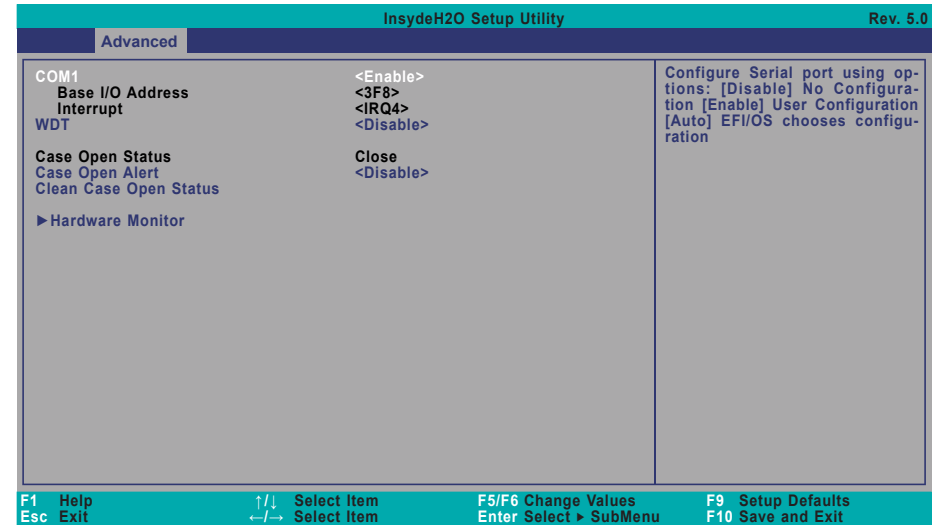 InsydeH2O Setup Utility Rev. 5.0
Advanced
COM1 <Enable>
Base I/O Address <3F8>
Interrupt <IRQ4>
WDT <Disable>
Case Open Status Close
Case Open Alert <Disable>
Clean Case Open Status
►Hardware Monitor
Configure Serial port using op-
tions: [Disable] No Configura-
tion [Enable] User Configuration
[Auto] EFI/OS chooses configu-
ration
F1 Help ↑/↓ Select Item F5/F6 Change Values F9 Setup Defaults
Esc Exit ←/→ Select Item Enter Select ► SubMenu F10 Save and Exit